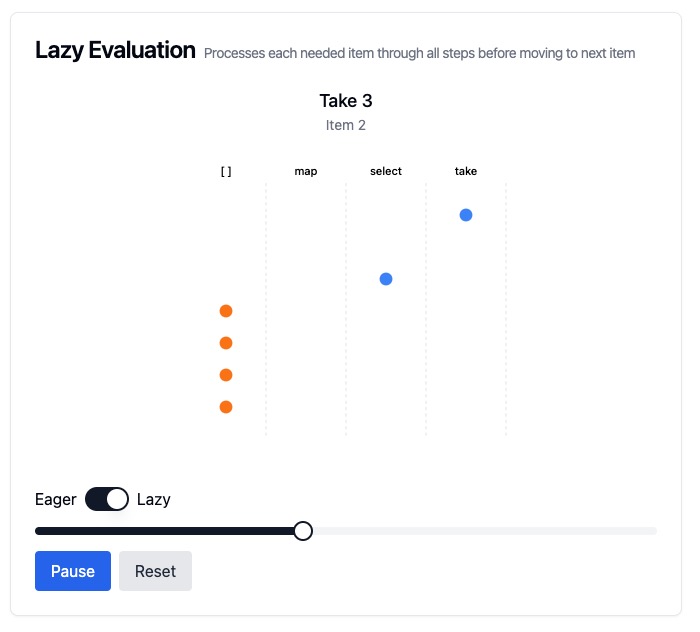 Lazy Evaluation Processes each needed item through all steps before moving to next item
Take 3
Item 2
[ ] map select take
Eager Lazy
Pause Reset